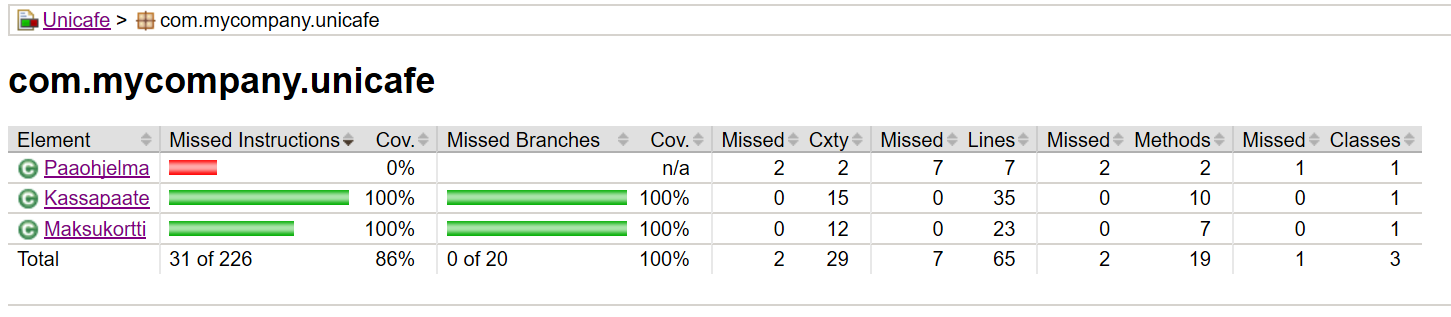 Unicafe > com.mycompany.unicafe
com.mycompany.unicafe
Element Missed Instructions Cov. Missed Branches Cov. Missed Cxty Missed Lines Missed Methods Missed Classes
C Paaohjelma 0% n/a 2 2 7 7 2 2 1 1
C Kassapaate 100% 100% 0 15 0 35 0 10 0 1
C Maksukortti 100% 100% 0 12 0 23 0 7 0 1
Total 31 of 226 86% 0 of 20 100% 2 29 7 65 2 19 1 3